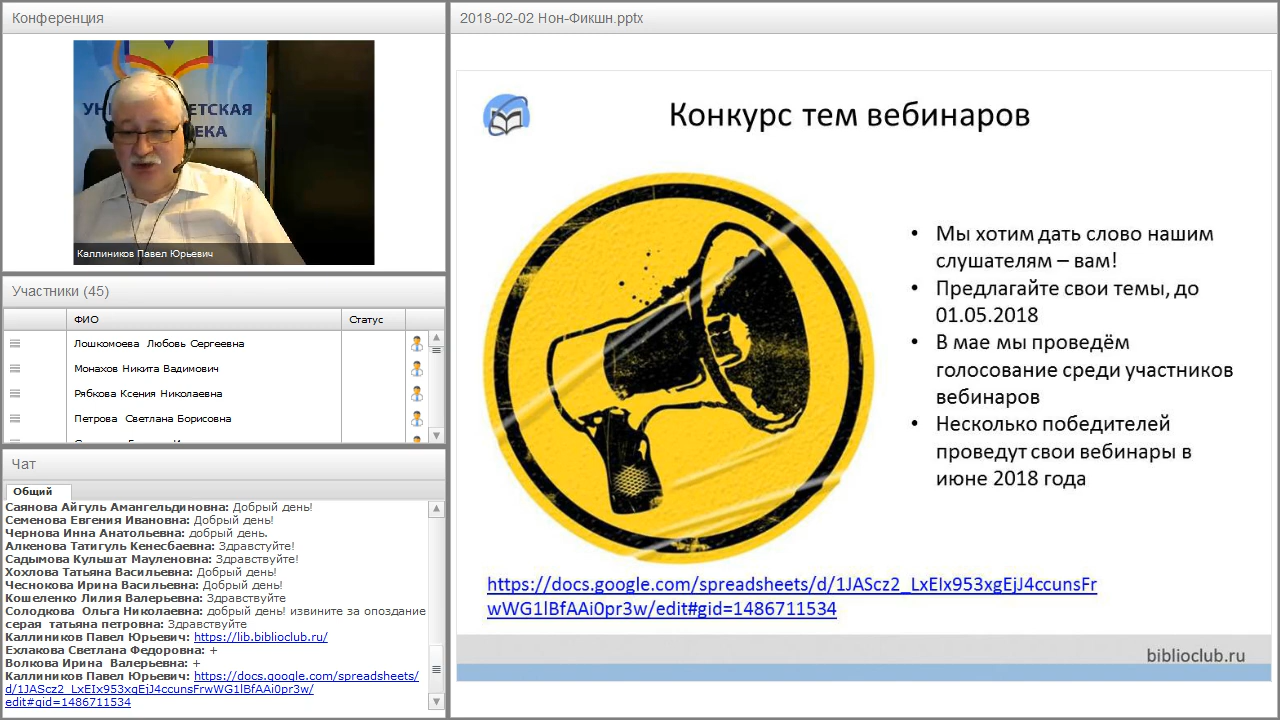 Конференция
УНИ ЕТСКАЯ
ЕКА
Каллиников Павел Юрьевич
Участники (45)
ФИО
Статус
Лошкомоева Любовь Сергеевна
Монахов Никита Вадимович
Рябкова Ксения Николаевна
Петрова Светлана Борисовна
Чат
Общий
Саянова Айгуль Амангельдиновна: Добрый день!
Семенова Евгения Ивановна: Добрый день!
Чернова Инна Анатольевна: добрый день.
Алкенова Татигуль Кенесбаевна: Здравстуйте!
Садымова Кульшат Мауленовна: Здравствуйте!
Хохлова Татьяна Васильевна: Добрый день!
Чеснокова Ирина Васильевна: Добрый день!
Кошеленко Лилия Валерьевна: Здравствуйте
Солодкова Ольга Николаевна: добрый день! извините за опоздание
серая татьяна петровна: Здравствуйте
Каллиников Павел Юрьевич: https://lib.biblioclub.ru/
Ехлакова Светлана Федоровна: +
Волкова Ирина Валерьевна: +
Каллиников Павел Юрьевич: https://docs.google.com/spreadsheets/
d/1JAScz2_LxEIx953xgEjJ4ccunsFrwWG1lBfAAi0pr3w/
edit#gid=1486711534
2018-02-02 Нон-Фикшн.pptx
Конкурс тем вебинаров
• Мы хотим дать слово нашим
слушателям – вам!
• Предлагайте свои темы, до
01.05.2018
• В мае мы проведём
голосование среди участников
вебинаров
• Несколько победителей
проведут свои вебинары в
июне 2018 года
https://docs.google.com/spreadsheets/d/1JAScz2_LxEIx953xgEjJ4ccunsFr
wWG1lBfAAi0pr3w/edit#gid=1486711534
biblioclub.ru